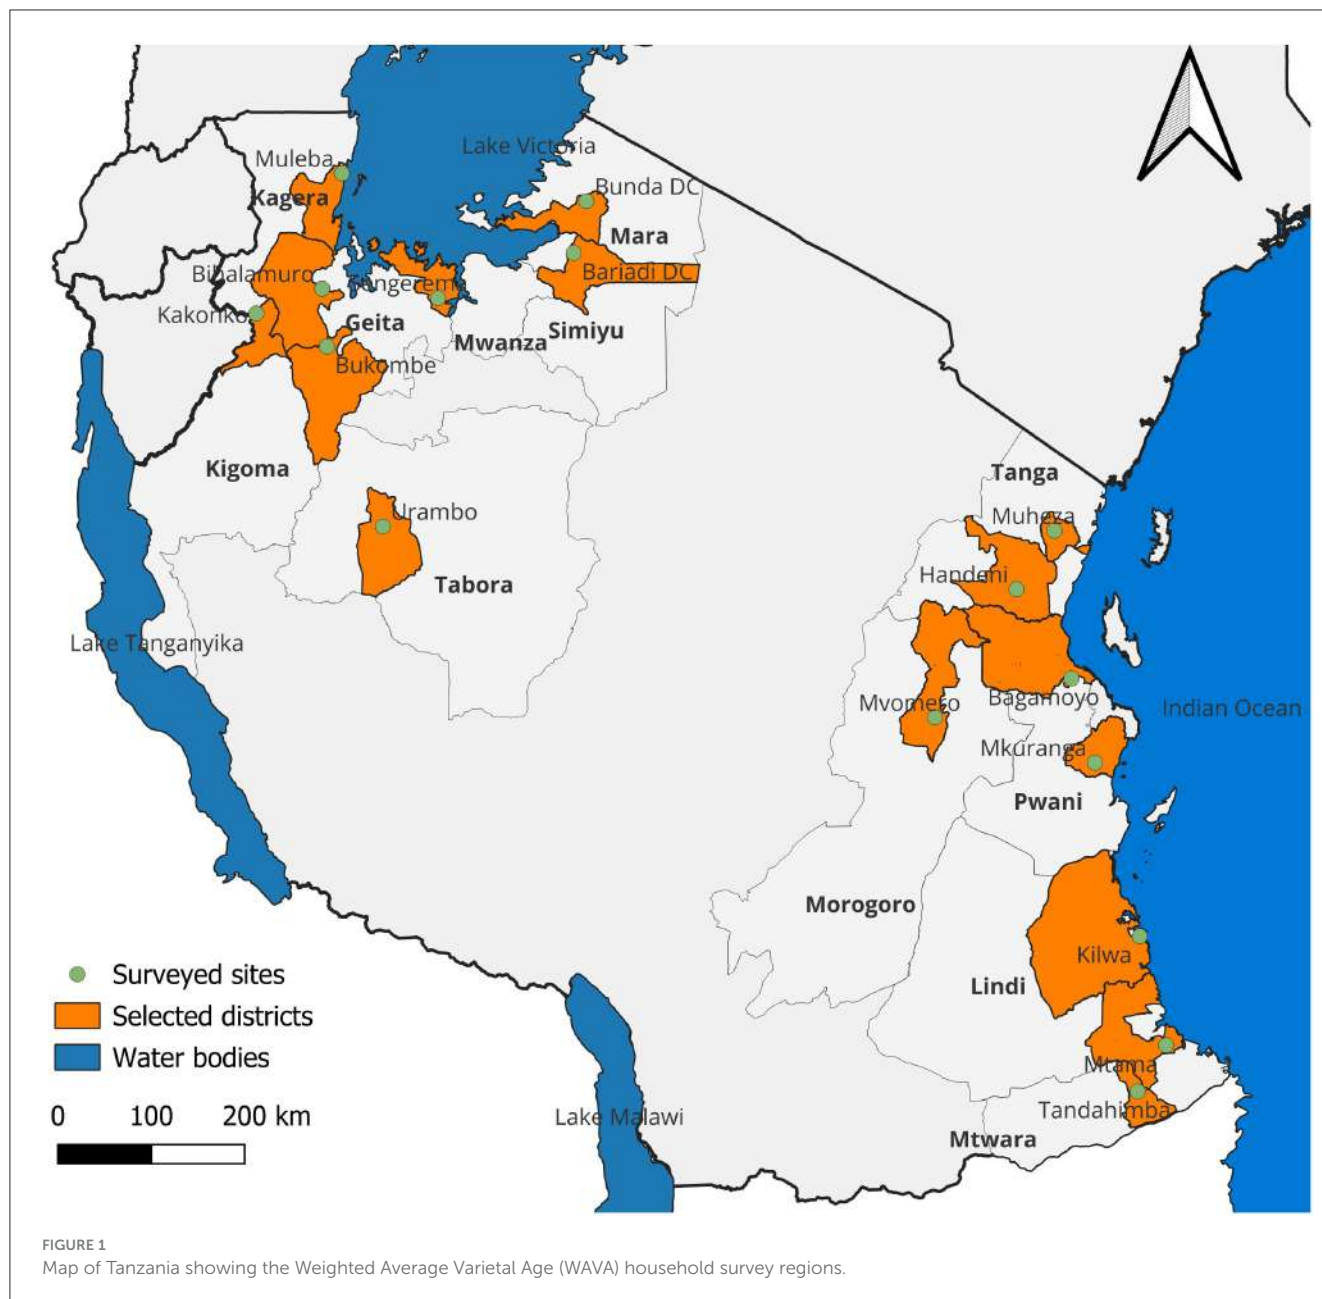 Lake Victoria
Muleba
Kagera
Bunda DC
Mara
Bariadi DC
Bihalamuro
Sengerema
Kakonko
Geita
Mwanza
Simiyu
Bukombe
Kigoma
Urambo
Tabora
Tanga
Muheza
Handeni
Lake Tanganyika
Mvomero
Bagamoyo
Indian Ocean
Mkuranga
Pwani
Morogoro
Kilwa
Lindi
Mtama
Tandahimba
Mtwara
Lake Malawi
Surveyed sites
Selected districts
Water bodies
0 100 200 km
FIGURE 1
Map of Tanzania showing the Weighted Average Varietal Age (WAVA) household survey regions.